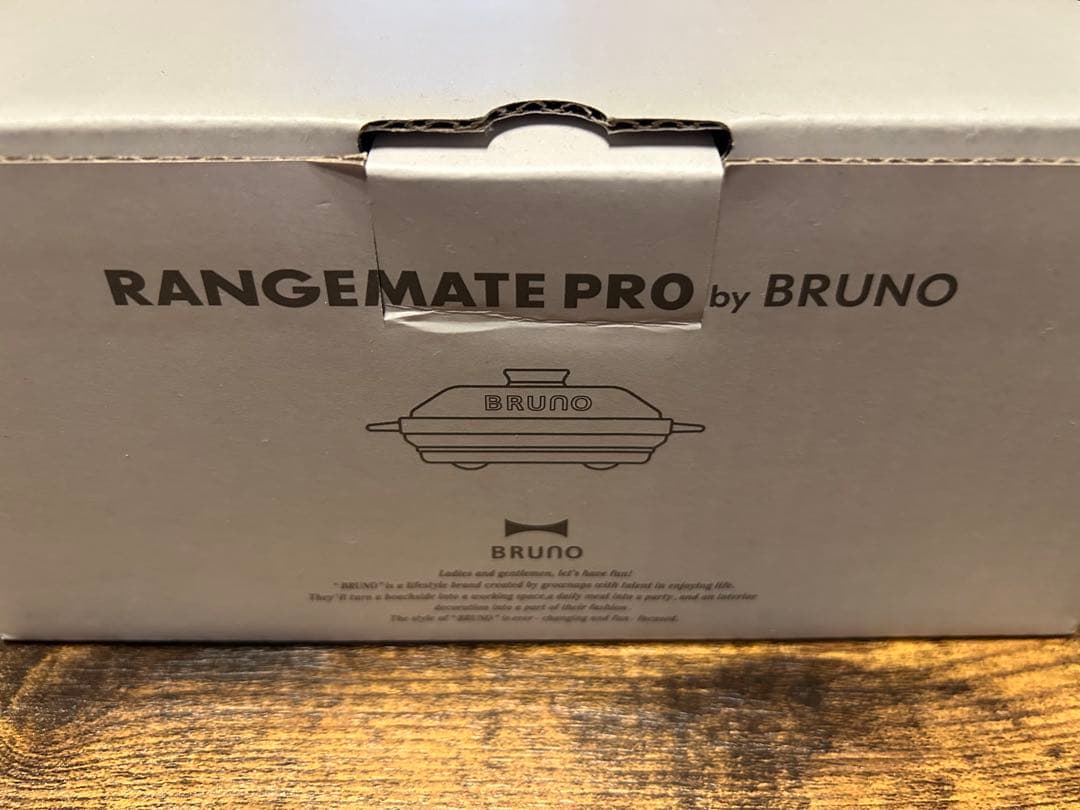 RANGEMATE PRO by BRUNO
BRUNO
BRUNO
Ladies and gentlemen, let's have fun!
"BRUNO" is a lifestyle brand created by grownups with talent in enjoying life.
They'll turn a beachside into a working space,a daily meal into a party, and an interior
decoration into a part of their fashion.
The style of "BRUNO" is ever - changing and fun - focused.